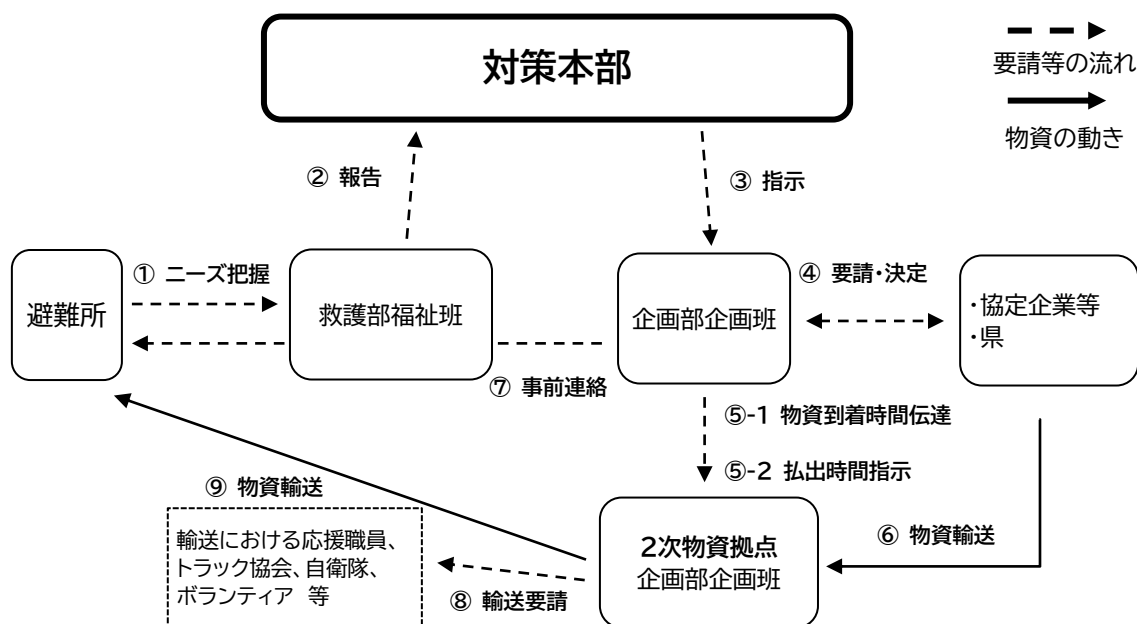 対策本部
要請等の流れ
物資の動き
② 報告
③ 指示
① ニーズ把握
④ 要請・決定
避難所
救護部福祉班
企画部企画班
・協定企業等
・県
⑦ 事前連絡
⑤-1 物資到着時間伝達
⑤-2 払出時間指示
⑨ 物資輸送
⑥ 物資輸送
輸送における応援職員、
トラック協会、自衛隊、
ボランティア 等
2次物資拠点
企画部企画班
⑧ 輸送要請